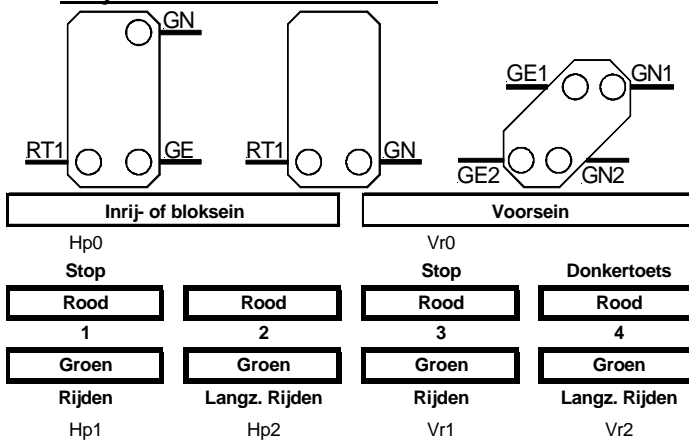 GN
GE1 GN1
RT1 GE RT1 GN
GE2 GN2
Inrij- of bloksein Voorsein
Hp0 Vr0
Stop Stop Donkertoets
Rood Rood Rood Rood
1 2 3 4
Groen Groen Groen Groen
Rijden Langz. Rijden Rijden Langz. Rijden
Hp1 Hp2 Vr1 Vr2